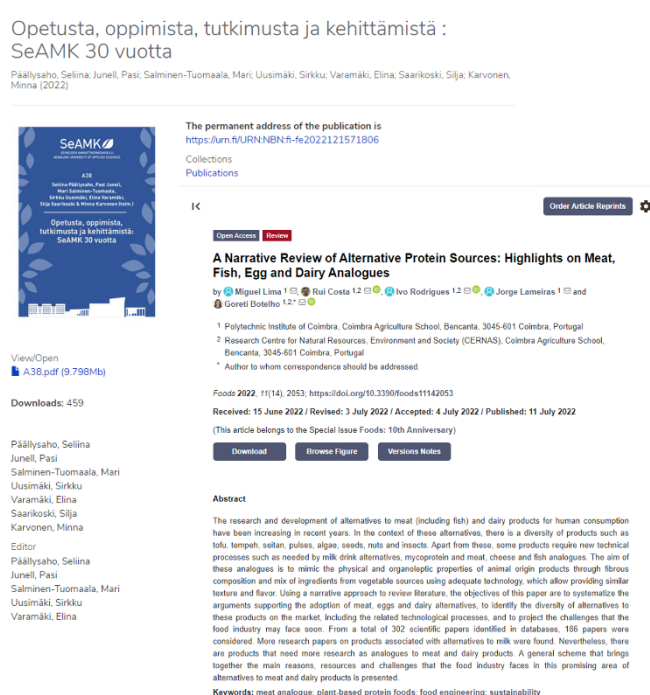 Opetusta, oppimista, tutkimusta ja kehittämistä :
SeAMK 30 vuotta
Päällysaho, Seliina; Junell, Pasi; Salminen-Tuomaala, Mari; Uusimäki, Sirkku; Varamäki, Elina; Saarikoski, Silja; Karvonen,
Minna (2022)
SeAMK
A38
Seliina Päällysaho, Pasi Junell,
Mari Salminen-Tuomaala,
Sirkku Uusimäki, Elina Varamäki,
Silja Saarikoski & Minna Karvonen (toim.)
Opetusta, oppimista,
tutkimusta ja kehittämistä:
SeAMK 30 vuotta
View/Open
A38.pdf (9.798Mb)
Downloads: 459
Päällysaho, Seliina
Junell, Pasi
Salminen-Tuomaala, Mari
Uusimäki, Sirkku
Varamäki, Elina
Saarikoski, Silja
Karvonen, Minna
Editor
Päällysaho, Seliina
Junell, Pasi
Salminen-Tuomaala, Mari
Uusimäki, Sirkku
Varamäki, Elina
The permanent address of the publication is
https://urn.fi/URN:NBN:fi-fe2022121571806
Collections
Publications
Order Article Reprints
Open Access Review
A Narrative Review of Alternative Protein Sources: Highlights on Meat,
Fish, Egg and Dairy Analogues
by Miguel Lima 1, Rui Costa 1,2, Ivo Rodrigues 1,2, Jorge Lameiras 1 and
Goreti Botelho 1,2,*
1 Polytechnic Institute of Coimbra, Coimbra Agriculture School, Bencanta, 3045-601 Coimbra, Portugal
2 Research Centre for Natural Resources, Environment and Society (CERNAS), Coimbra Agriculture School,
Bencanta, 3045-601 Coimbra, Portugal
* Author to whom correspondence should be addressed.
Foods 2022, 11(14), 2053; https://doi.org/10.3390/foods11142053
Received: 15 June 2022 / Revised: 3 July 2022 / Accepted: 4 July 2022 / Published: 11 July 2022
(This article belongs to the Special Issue Foods: 10th Anniversary)
Download Browse Figure Versions Notes
Abstract
The research and development of alternatives to meat (including fish) and dairy products for human consumption
have been increasing in recent years. In the context of these alternatives, there is a diversity of products such as
tofu, tempeh, seitan, pulses, algae, seeds, nuts and insects. Apart from these, some products require new technical
processes such as needed by milk drink alternatives, mycoprotein and meat, cheese and fish analogues. The aim of
these analogues is to mimic the physical and organoleptic properties of animal origin products through fibrous
composition and mix of ingredients from vegetable sources using adequate technology, which allow providing similar
texture and flavor. Using a narrative approach to review literature, the objectives of this paper are to systematize the
arguments supporting the adoption of meat, eggs and dairy alternatives, to identify the diversity of alternatives to
these products on the market, including the related technological processes, and to project the challenges that the
food industry may face soon. From a total of 302 scientific papers identified in databases, 186 papers were
considered. More research papers on products associated with alternatives to milk were found. Nevertheless, there
are products that need more research as analogues to meat and dairy products. A general scheme that brings
together the main reasons, resources and challenges that the food industry faces in this promising area of
alternatives to meat and dairy products is presented.
Keywords: meat analogue; plant-based protein foods; food engineering; sustainability